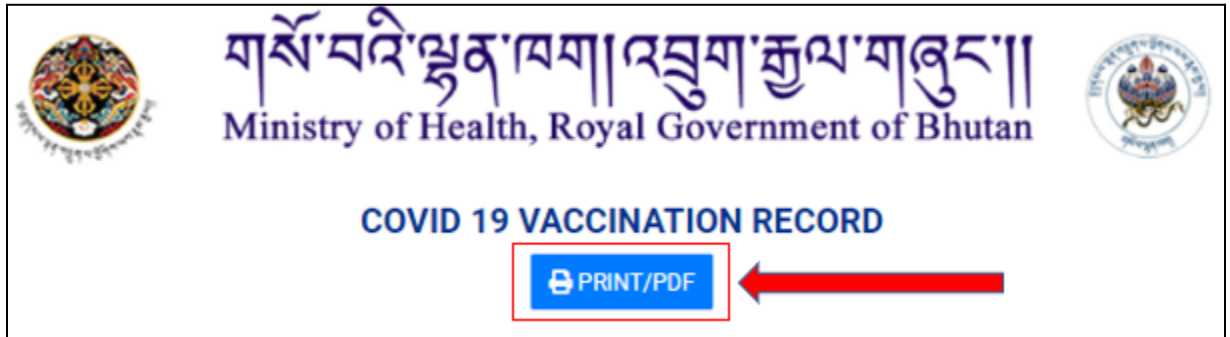 གསོ་བའི་ལྷན་ཁག།འབྲུག་རྒྱལ་གཞུང་།།
Ministry of Health, Royal Government of Bhutan
COVID 19 VACCINATION RECORD
PRINT/PDF